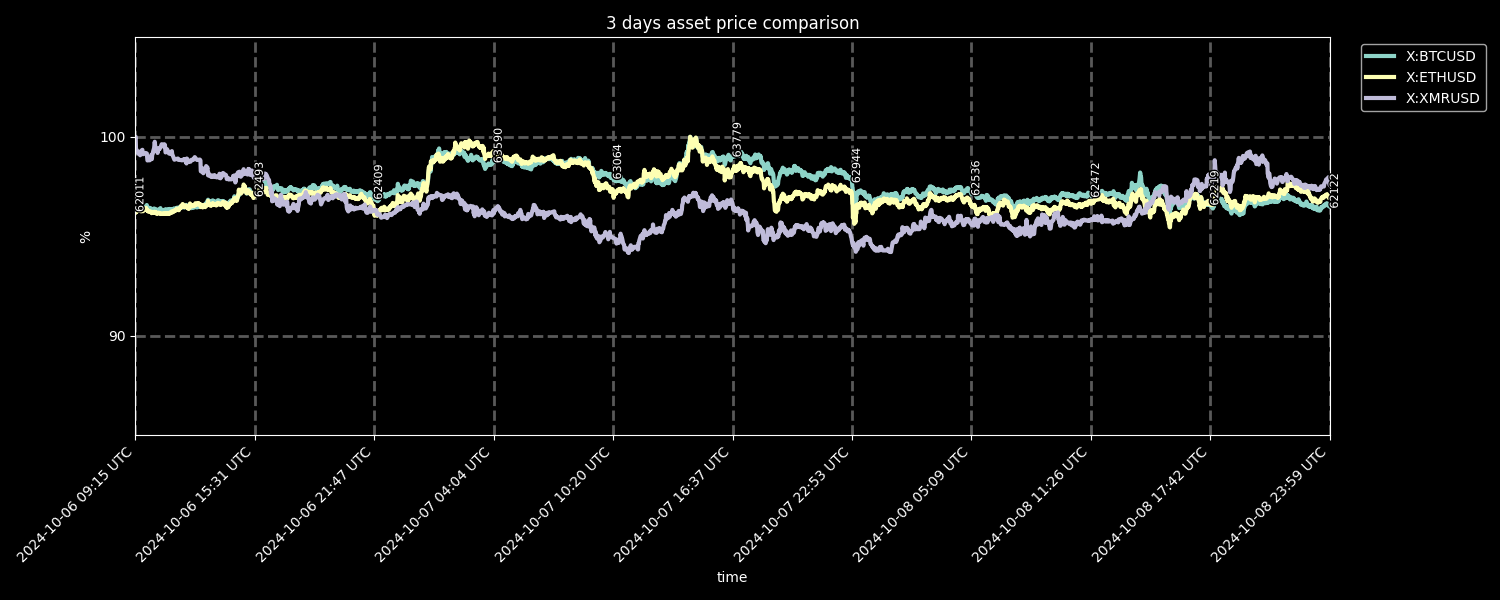 3 days asset price comparison
X:BTCUSD
X:ETHUSD
X:XMRUSD
100
90
%
62011
62493
62409
63590
63064
63779
62944
62536
62472
62219
62122
2024-10-06 09:15 UTC
2024-10-06 15:31 UTC
2024-10-06 21:47 UTC
2024-10-07 04:04 UTC
2024-10-07 10:20 UTC
2024-10-07 16:37 UTC
2024-10-07 22:53 UTC
2024-10-08 05:09 UTC
2024-10-08 11:26 UTC
2024-10-08 17:42 UTC
2024-10-08 23:59 UTC
time